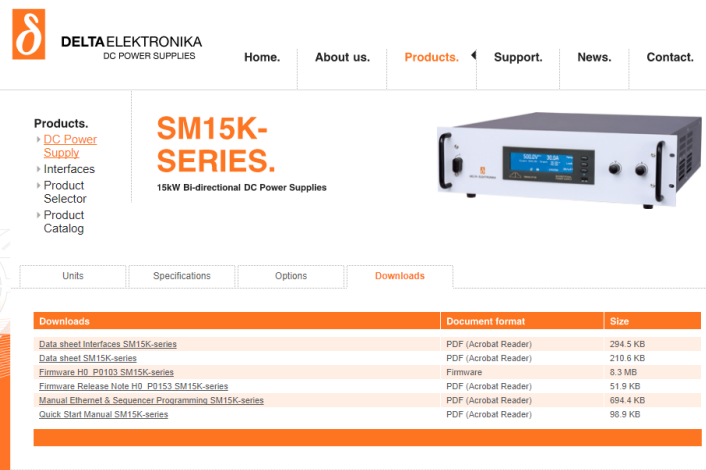 δ
DELTAELEKTRONIKA
DC POWER SUPPLIES
Home. About us. Products. Support. News. Contact.
Products.
DC Power
Supply
Interfaces
Product
Selector
Product
Catalog
SM15K-
SERIES.
15kW Bi-directional DC Power Supplies
DELTA ELEKTRONIKA
Units Specifications Options Downloads
Downloads Document format Size
Data sheet Interfaces SM15K-series PDF (Acrobat Reader) 294.5 KB
Data sheet SM15K-series PDF (Acrobat Reader) 210.6 KB
Firmware H0_P0103 SM15K-series Firmware 8.3 MB
Firmware Release Note H0_P0153 SM15K-series PDF (Acrobat Reader) 51.9 KB
Manual Ethernet & Sequencer Programming SM15K-series PDF (Acrobat Reader) 694.4 KB
Quick Start Manual SM15K-series PDF (Acrobat Reader) 98.9 KB